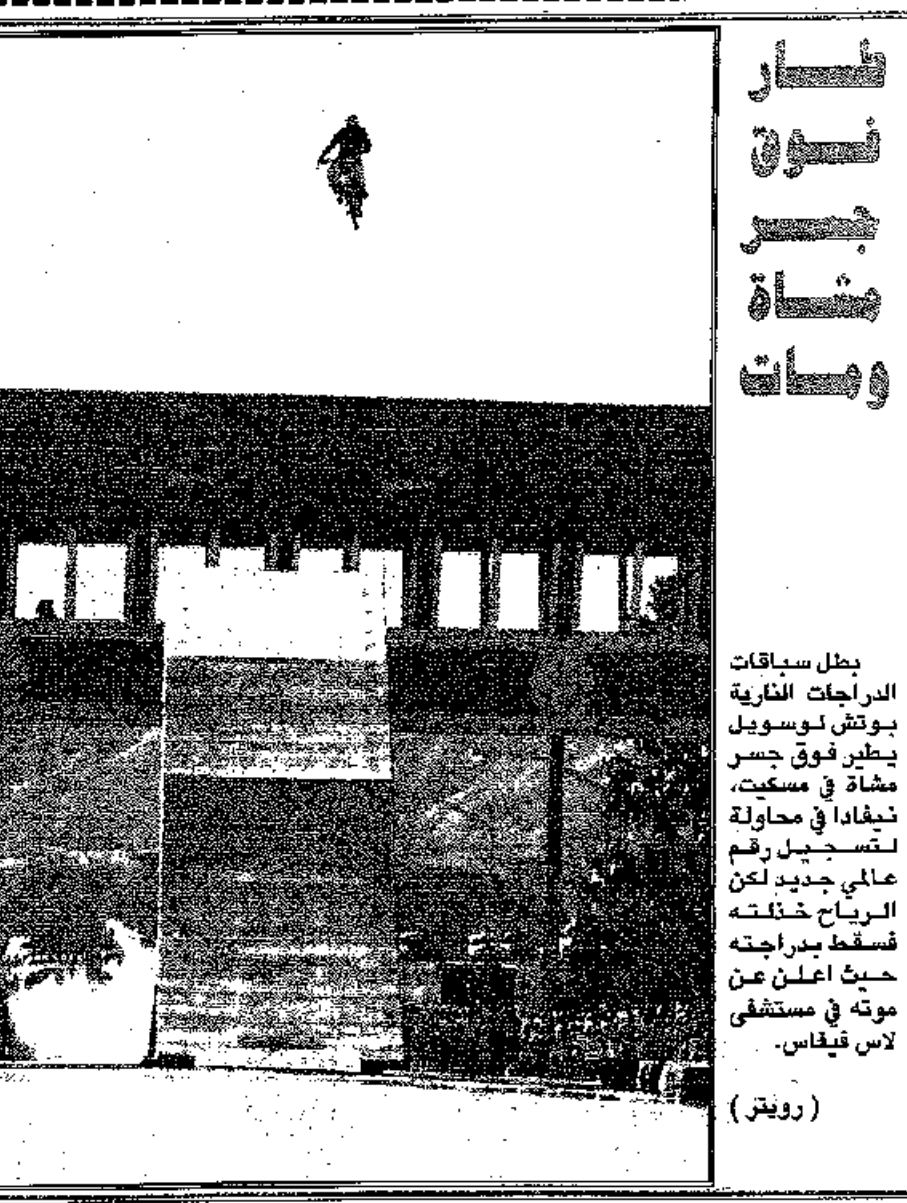 طار
فوق
جسر
مشاة
ومات
بطل سباقات
الدراجات النارية
بوتش لوسويل
يطير فوق جسر
مشاة في مسكيت،
نيفادا في محاولة
لتسجيل رقم
عالمي جديد لكن
الرياح خذلته
فسقط بدراجته
حيث اعلن عن
موته في مستشفى
لاس ڤيغاس.
(رويتر)